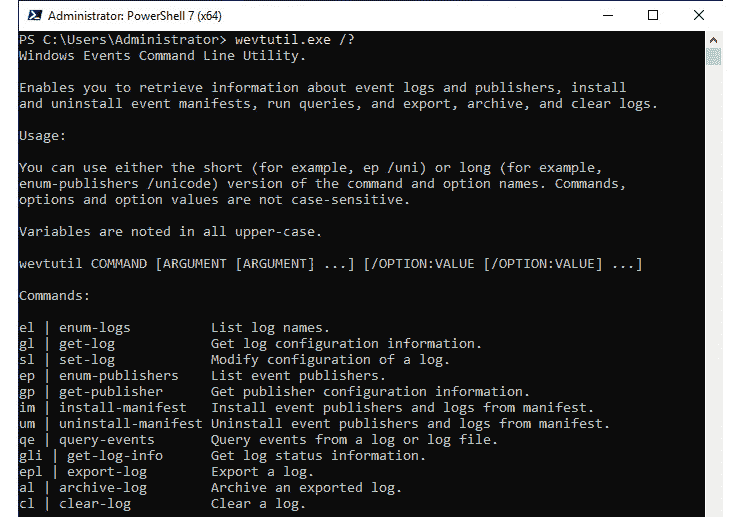 Administrator: PowerShell 7 (x64)
PS C:\Users\Administrator> wevtutil.exe /?
Windows Events Command Line Utility.
Enables you to retrieve information about event logs and publishers, install
and uninstall event manifests, run queries, and export, archive, and clear logs.
Usage:
You can use either the short (for example, ep /uni) or long (for example,
enum-publishers /unicode) version of the command and option names. Commands,
options and option values are not case-sensitive.
Variables are noted in all upper-case.
wevtutil COMMAND [ARGUMENT [ARGUMENT] ...] [/OPTION:VALUE [/OPTION:VALUE] ...]
Commands:
el | enum-logs          List log names.
gl | get-log            Get log configuration information.
sl | set-log            Modify configuration of a log.
ep | enum-publishers    List event publishers.
gp | get-publisher      Get publisher configuration information.
im | install-manifest   Install event publishers and logs from manifest.
um | uninstall-manifest Uninstall event publishers and logs from manifest.
qe | query-events       Query events from a log or log file.
gli | get-log-info      Get log status information.
epl | export-log        Export a log.
al | archive-log        Archive an exported log.
cl | clear-log          Clear a log.